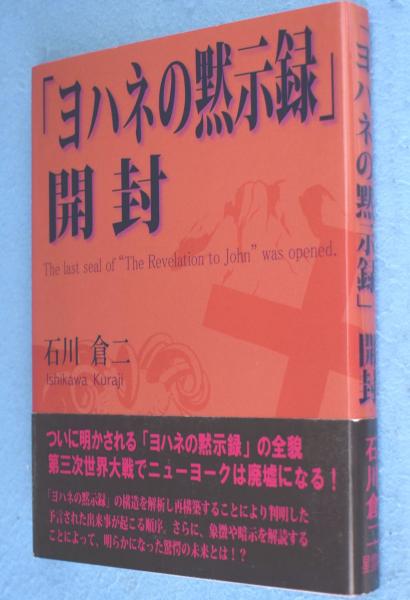 「ヨハネの黙示録」
開封
The last seal of “The Revelation to John” was opened.
石川 倉二
Ishikawa Kuraji
ついに明かされる「ヨハネの黙示録」の全貌
第三次世界大戦でニューヨークは廃墟になる！
「ヨハネの黙示録」の構造を解析し再構築することにより判明した
予言された出来事が起こる順序。さらに、象徴や暗示を解読する
ことによって、明らかになった驚愕の未来とは！？
「ヨハネの黙示録」開封
石川倉二